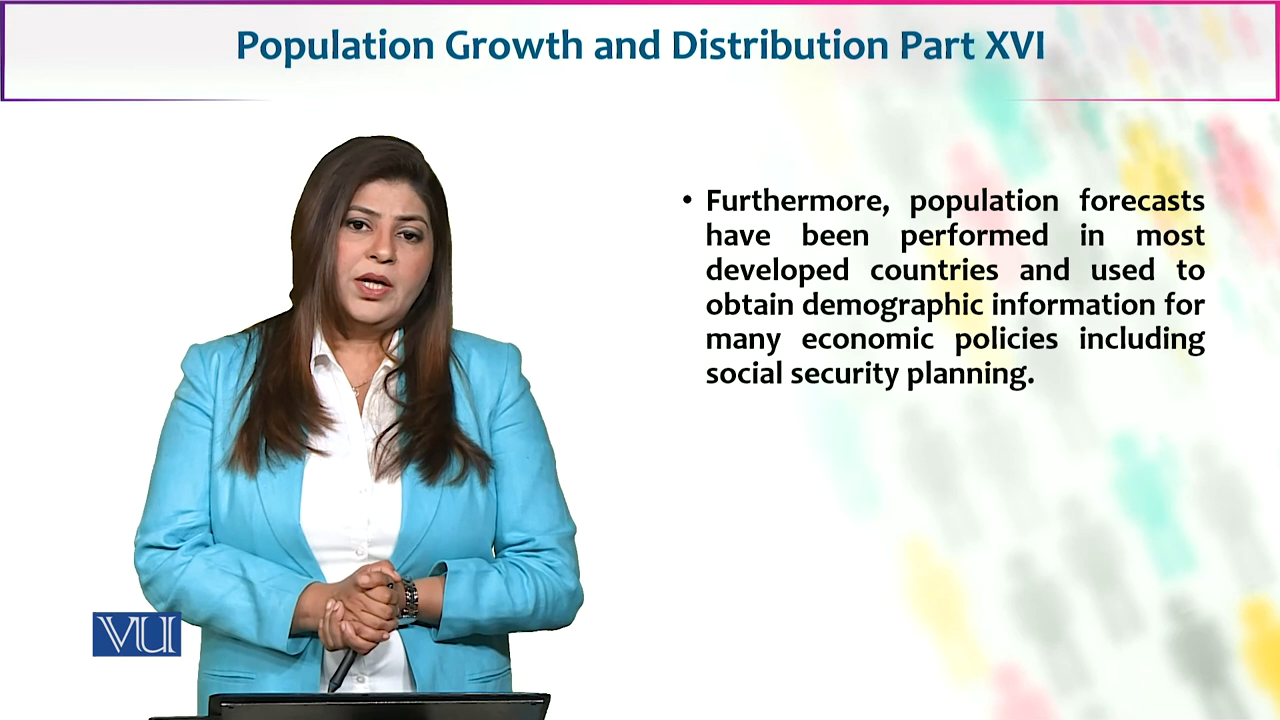 Population Growth and Distribution Part XVI
• Furthermore, population forecasts
have been performed in most
developed countries and used to
obtain demographic information for
many economic policies including
social security planning.
VU